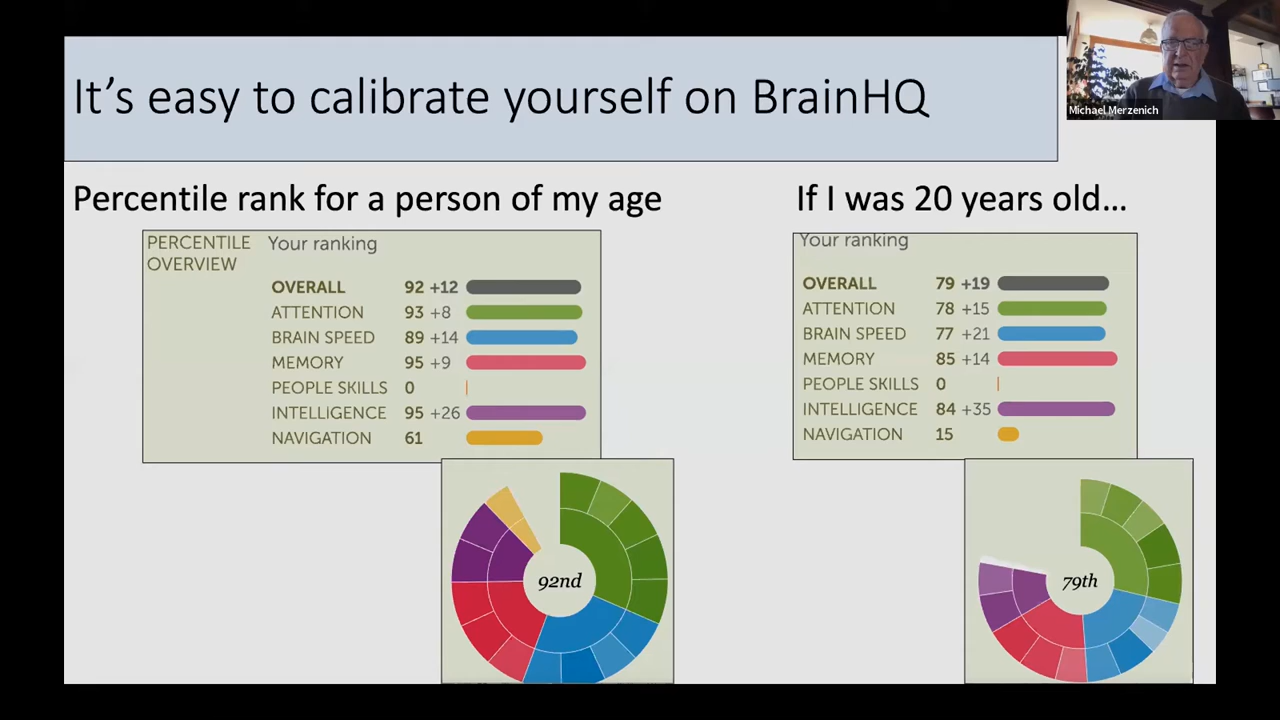 It's easy to calibrate yourself on BrainHQ
Michael Merzenich
Percentile rank for a person of my age
PERCENTILE OVERVIEW
Your ranking
OVERALL 92 +12
ATTENTION 93 +8
BRAIN SPEED 89 +14
MEMORY 95 +9
PEOPLE SKILLS 0
INTELLIGENCE 95 +26
NAVIGATION 61
92nd
If I was 20 years old...
Your ranking
OVERALL 79 +19
ATTENTION 78 +15
BRAIN SPEED 77 +21
MEMORY 85 +14
PEOPLE SKILLS 0
INTELLIGENCE 84 +35
NAVIGATION 15
79th